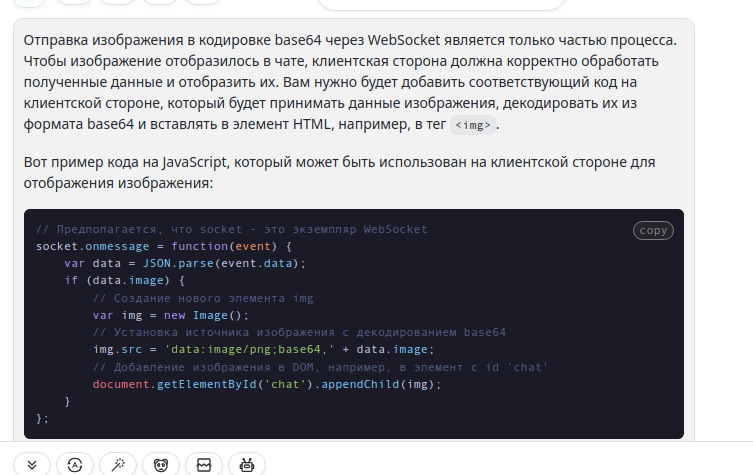 Отправка изображения в кодировке base64 через WebSocket является только частью процесса.
Чтобы изображение отобразилось в чате, клиентская сторона должна корректно обработать
полученные данные и отобразить их. Вам нужно будет добавить соответствующий код на
клиентской стороне, который будет принимать данные изображения, декодировать их из
формата base64 и вставлять в элемент HTML, например, в тег <img>.
Вот пример кода на JavaScript, который может быть использован на клиентской стороне для
отображения изображения:
copy
// Предполагается, что socket - это экземпляр WebSocket
socket.onmessage = function(event) {
    var data = JSON.parse(event.data);
    if (data.image) {
        // Создание нового элемента img
        var img = new Image();
        // Установка источника изображения с декодированием base64
        img.src = 'data:image/png;base64,' + data.image;
        // Добавление изображения в DOM, например, в элемент с id 'chat'
        document.getElementById('chat').appendChild(img);
    }
};